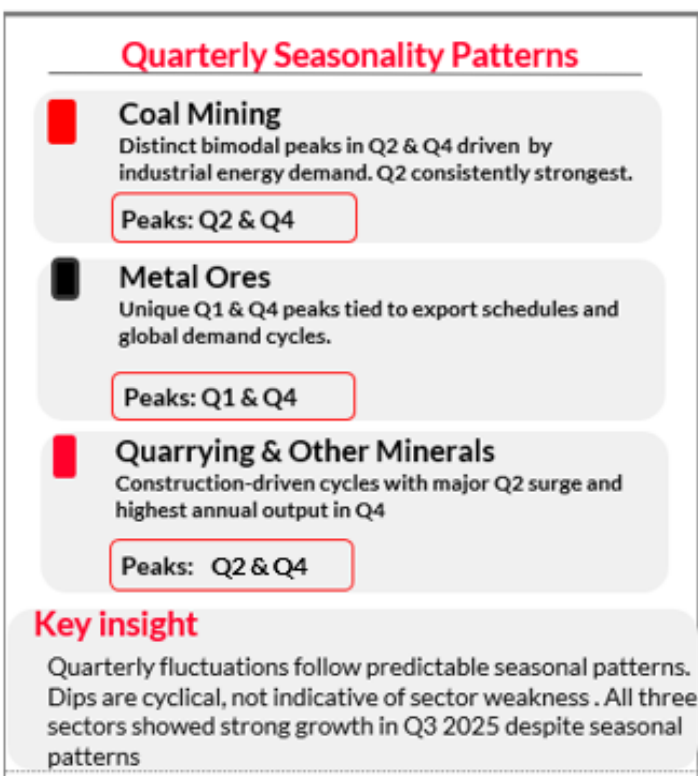 Quarterly Seasonality Patterns
Coal Mining
Distinct bimodal peaks in Q2 & Q4 driven by
industrial energy demand. Q2 consistently strongest.
Peaks: Q2 & Q4
Metal Ores
Unique Q1 & Q4 peaks tied to export schedules and
global demand cycles.
Peaks: Q1 & Q4
Quarrying & Other Minerals
Construction-driven cycles with major Q2 surge and
highest annual output in Q4
Peaks: Q2 & Q4
Key insight
Quarterly fluctuations follow predictable seasonal patterns.
Dips are cyclical, not indicative of sector weakness . All three
sectors showed strong growth in Q3 2025 despite seasonal
patterns